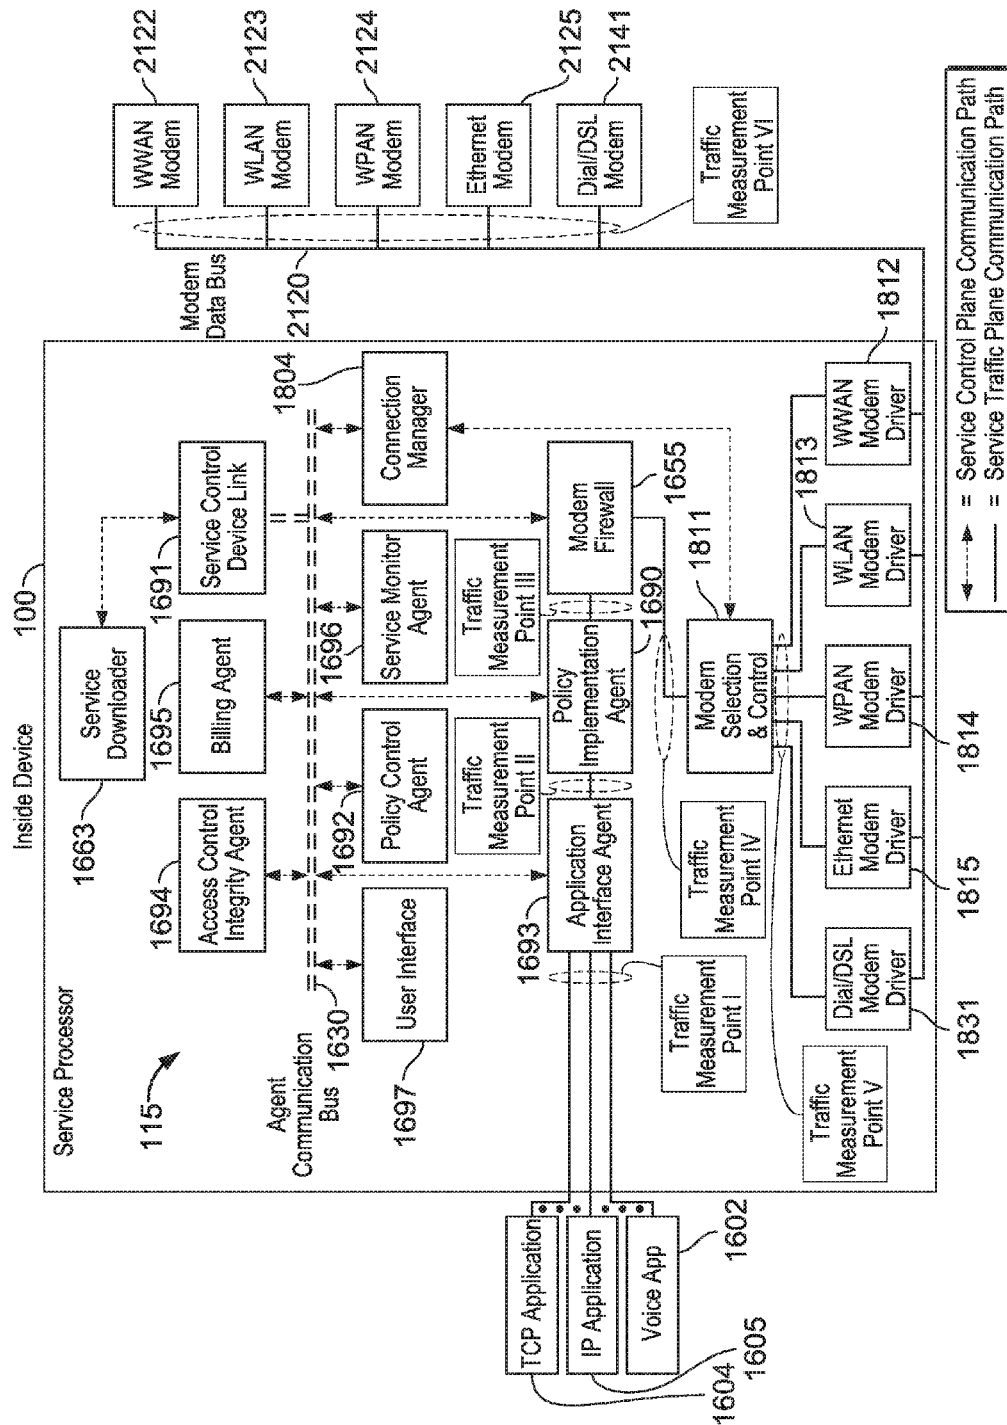 Inside Device
100
Service Processor
115
1663
Service
Downloader
1694
Access Control
Integrity Agent
1695
Billing Agent
1691
Service Control
Device Link
Agent
Communication
Bus
1630
1692
1696
1804
User Interface
1697
Policy Control
Agent
Service Monitor
Agent
Connection
Manager
Traffic
Measurement
Point II
Traffic
Measurement
Point III
1693
Application
Interface Agent
Policy
Implementation
Agent
1690
Modem
Firewall
1655
TCP Application
IP Application
Voice App
1604
1605
1602
Traffic
Measurement
Point I
Traffic
Measurement
Point IV
Modem
Selection
& Control
1811
Traffic
Measurement
Point V
Dial/DSL
Modem
Driver
1831
Ethernet
Modem
Driver
1815
WPAN
Modem
Driver
1814
WLAN
Modem
Driver
1813
WWAN
Modem
Driver
1812
Modem
Data Bus
2120
WWAN
Modem
2122
WLAN
Modem
2123
WPAN
Modem
2124
Ethernet
Modem
2125
Dial/DSL
Modem
2141
Traffic
Measurement
Point VI
= Service Control Plane Communication Path
= Service Traffic Plane Communication Path